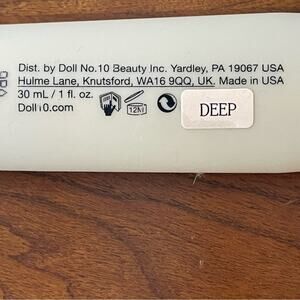 Dist. by Doll No.10 Beauty Inc. Yardley, PA 19067 USA
Hulme Lane, Knutsford, WA16 9QQ, UK. Made in USA
30 mL / 1 fl. oz.
Doll10.com
12M
DEEP